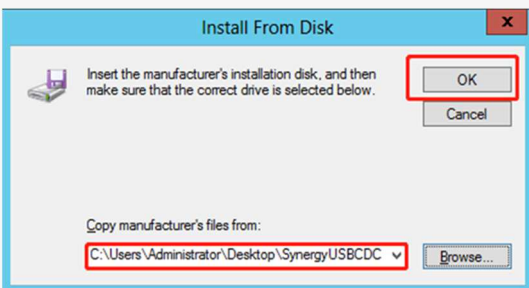 Install From Disk
x
Insert the manufacturer's installation disk, and then
make sure that the correct drive is selected below.
OK
Cancel
Copy manufacturer's files from:
C:\Users\Administrator\Desktop\SynergyUSBCDC
Browse...